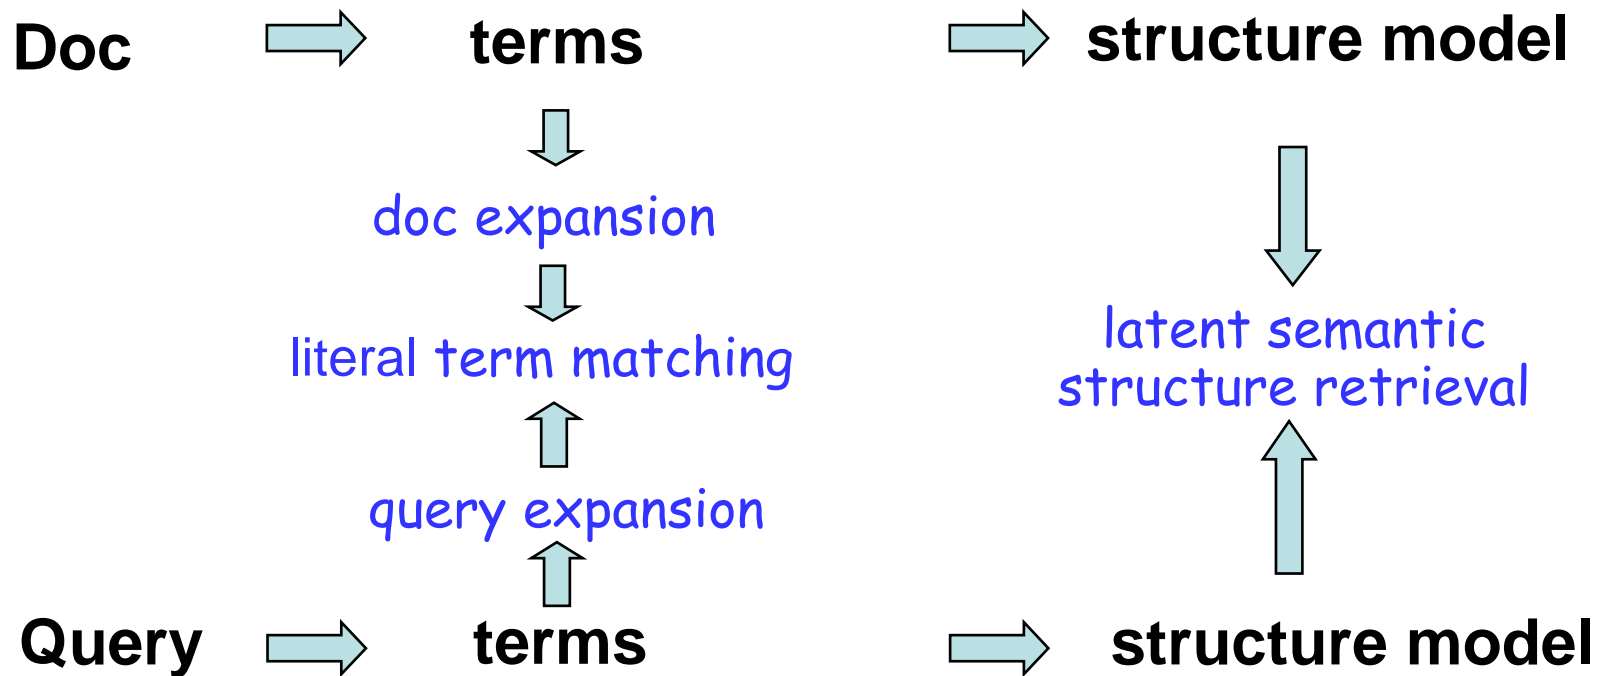 Doc
terms
structure model
doc expansion
literal term matching
latent semantic
structure retrieval
query expansion
Query
terms
structure model